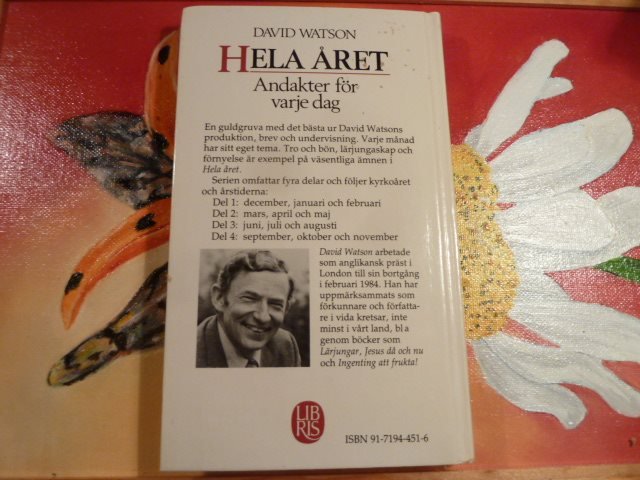 DAVID WATSON
HELA ÅRET
Andakter för
varje dag
En guldgruva med det bästa ur David Watsons
produktion, brev och undervisning. Varje månad
har sitt eget tema. Tro och bön, lärjungaskap och
förnyelse är exempel på väsentliga ämnen i
Hela året.
Serien omfattar fyra delar och följer kyrkoåret
och årstiderna:
Del 1: december, januari och februari
Del 2: mars, april och maj
Del 3: juni, juli och augusti
Del 4: september, oktober och november
David Watson arbetade
som anglikansk präst i
London till sin bortgång
i februari 1984. Han har
uppmärksammats som
förkunnare och författa-
re i vida kretsar, inte
minst i vårt land, bl a
genom böcker som
Lärjungar, Jesus då och nu
och Ingenting att frukta!
LIB
RIS
ISBN 91-7194-451-6